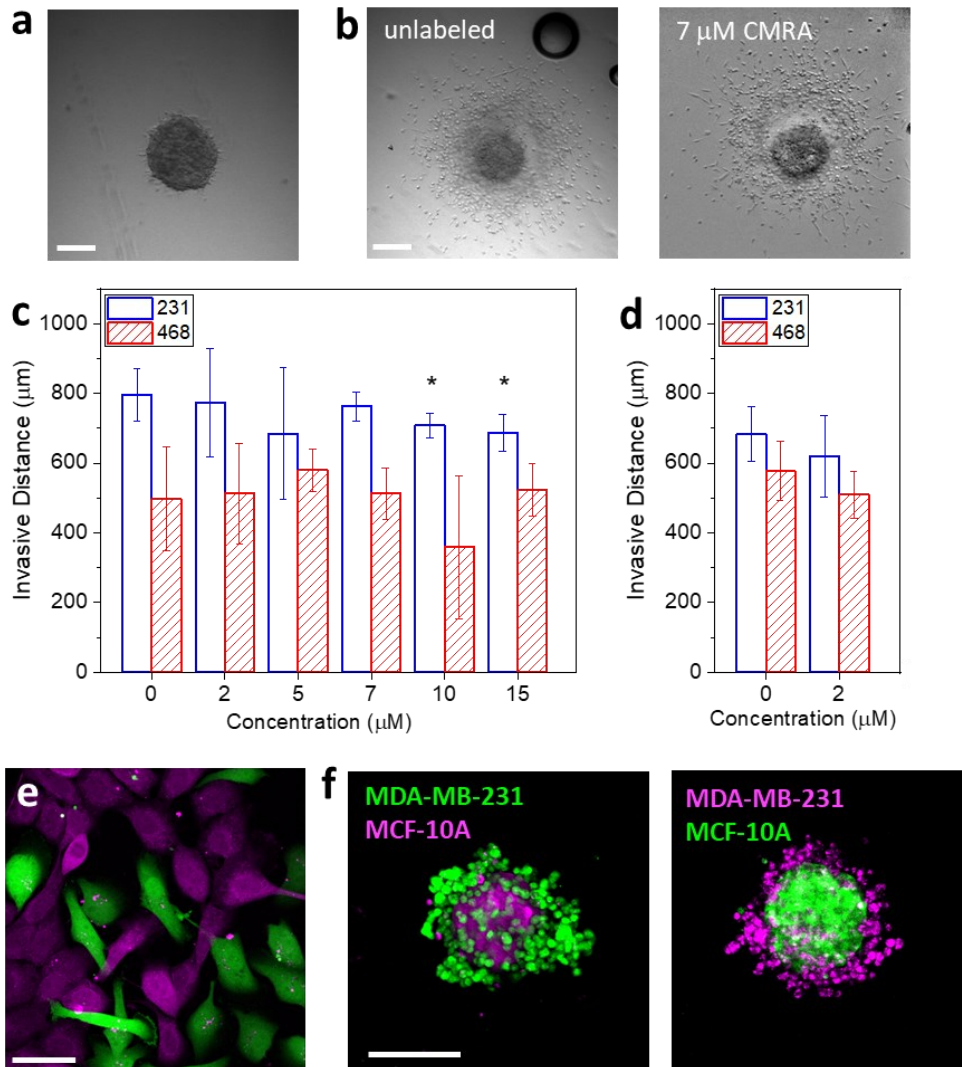 a
b
unlabeled
7 μM CMRA
c
231
468
Invasive Distance (μm)
1000
800
600
400
200
0
*
*
0 2 5 7 10 15
Concentration (μM)
d
231
468
Invasive Distance (μm)
1000
800
600
400
200
0
0 2
Concentration (μM)
e
f
MDA-MB-231
MCF-10A
MDA-MB-231
MCF-10A